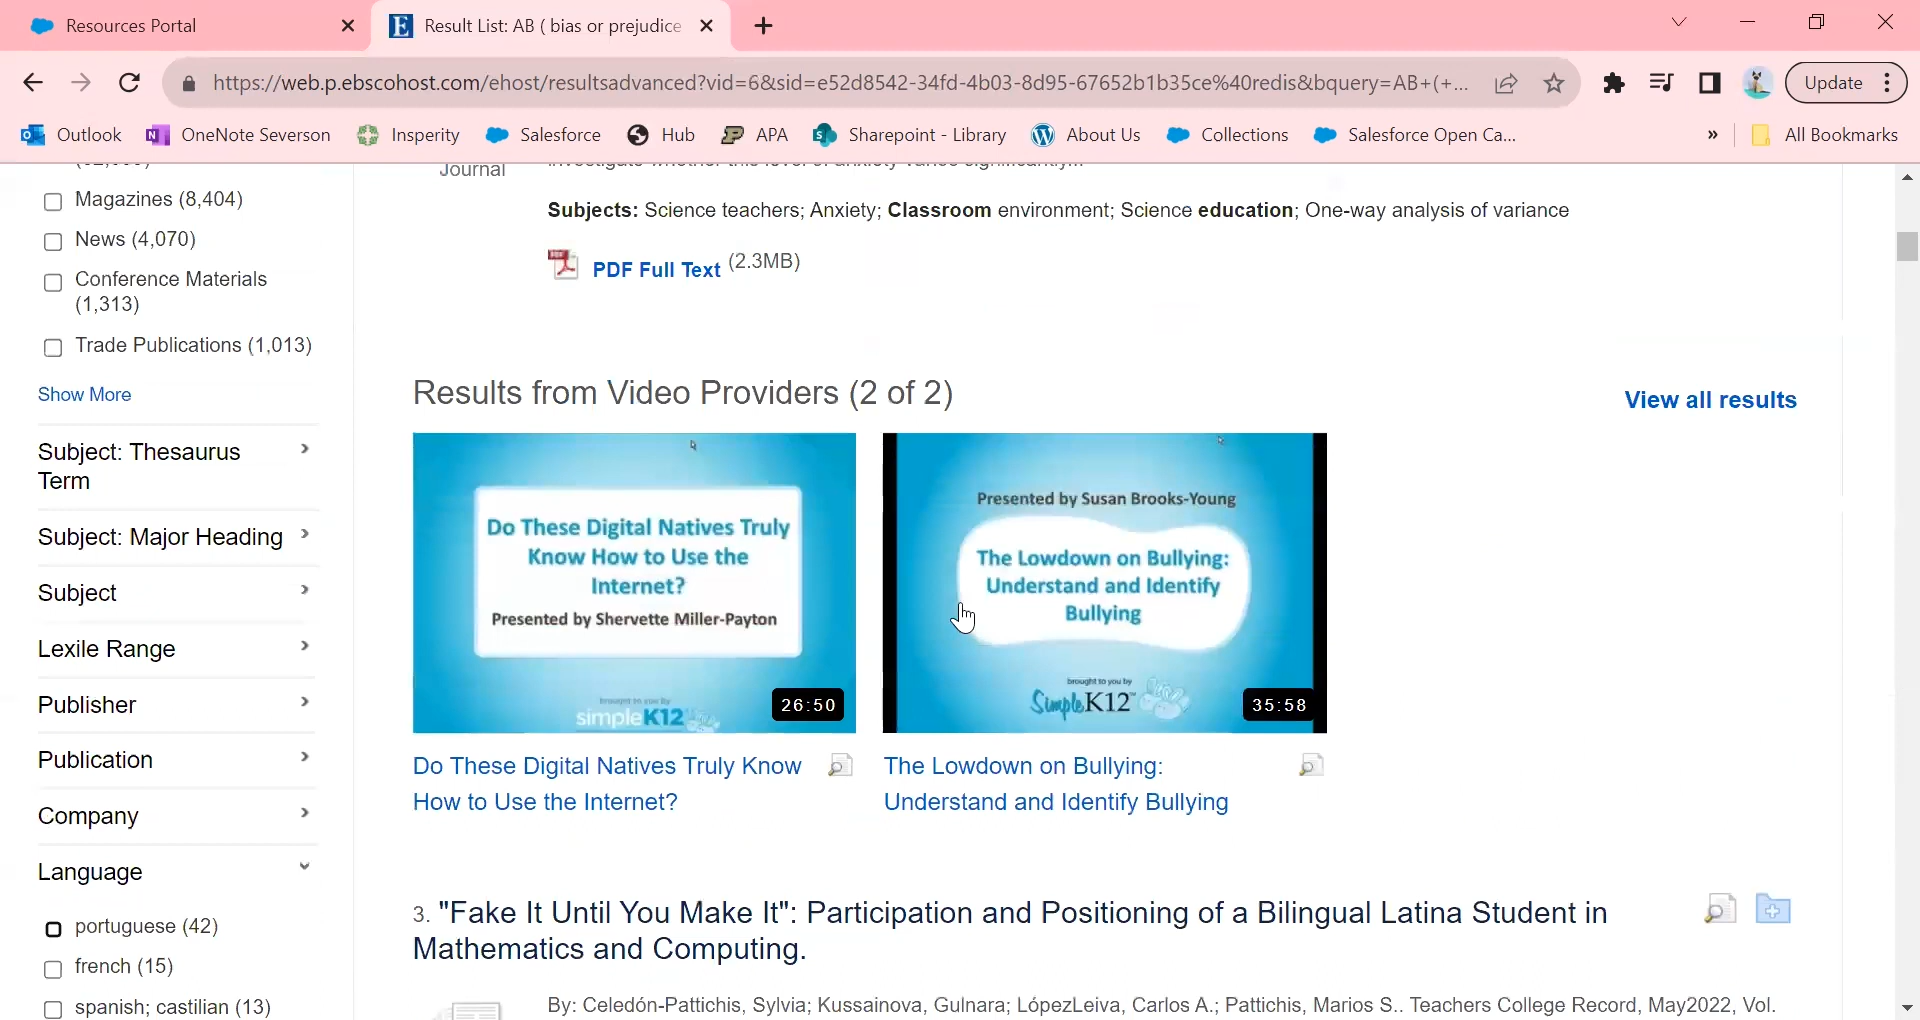 Resources Portal
Result List: AB ( bias or prejudice
https://web.p.ebscohost.com/ehost/resultsadvanced?vid=6&sid=e52d8542-34fd-4b03-8d95-67652b1b35ce%40redis&bquery=AB+(+...
Update
Outlook
OneNote Severson
Insperity
Salesforce
Hub
APA
Sharepoint - Library
About Us
Collections
Salesforce Open Ca...
»
All Bookmarks
Magazines (8,404)
News (4,070)
Conference Materials
(1,313)
Trade Publications (1,013)
Show More
Subject: Thesaurus
Term
Subject: Major Heading
Subject
Lexile Range
Publisher
Publication
Company
Language
portuguese (42)
french (15)
spanish; castilian (13)
Journal
Subjects: Science teachers; Anxiety; Classroom environment; Science education; One-way analysis of variance
PDF Full Text (2.3MB)
Results from Video Providers (2 of 2)
View all results
Do These Digital Natives Truly
Know How to Use the
Internet?
Presented by Shervette Miller-Payton
brought to you by
simpleK12
26:50
Presented by Susan Brooks-Young
The Lowdown on Bullying:
Understand and Identify
Bullying
brought to you by
SimpleK12
35:58
Do These Digital Natives Truly Know
How to Use the Internet?
The Lowdown on Bullying:
Understand and Identify Bullying
3. "Fake It Until You Make It": Participation and Positioning of a Bilingual Latina Student in
Mathematics and Computing.
By: Celedón-Pattichis, Sylvia; Kussainova, Gulnara; LópezLeiva, Carlos A.; Pattichis, Marios S.. Teachers College Record, May2022, Vol.